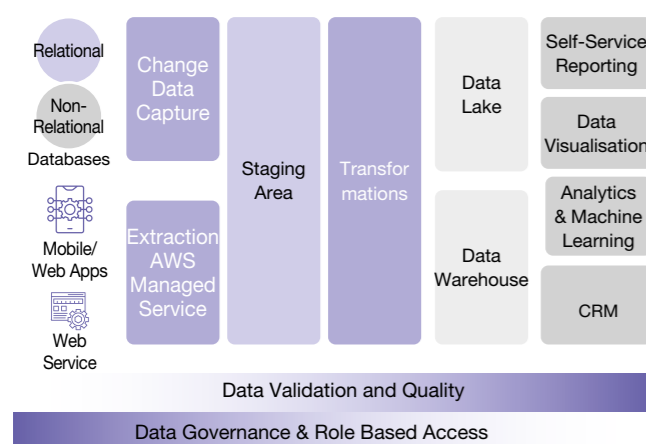 Relational
Non-
Relational
Databases
Mobile/
Web Apps
Web
Service
Change
Data
Capture
Extraction
AWS
Managed
Service
Staging
Area
Transfor
mations
Data
Lake
Data
Warehouse
Self-Service
Reporting
Data
Visualisation
Analytics
& Machine
Learning
CRM
Data Validation and Quality
Data Governance & Role Based Access